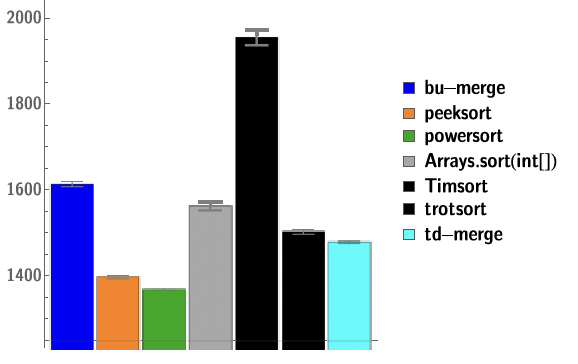 2000
1800
1600
1400
bu–merge
peeksort
powersort
Arrays.sort(int[])
Timsort
trotsort
td–merge